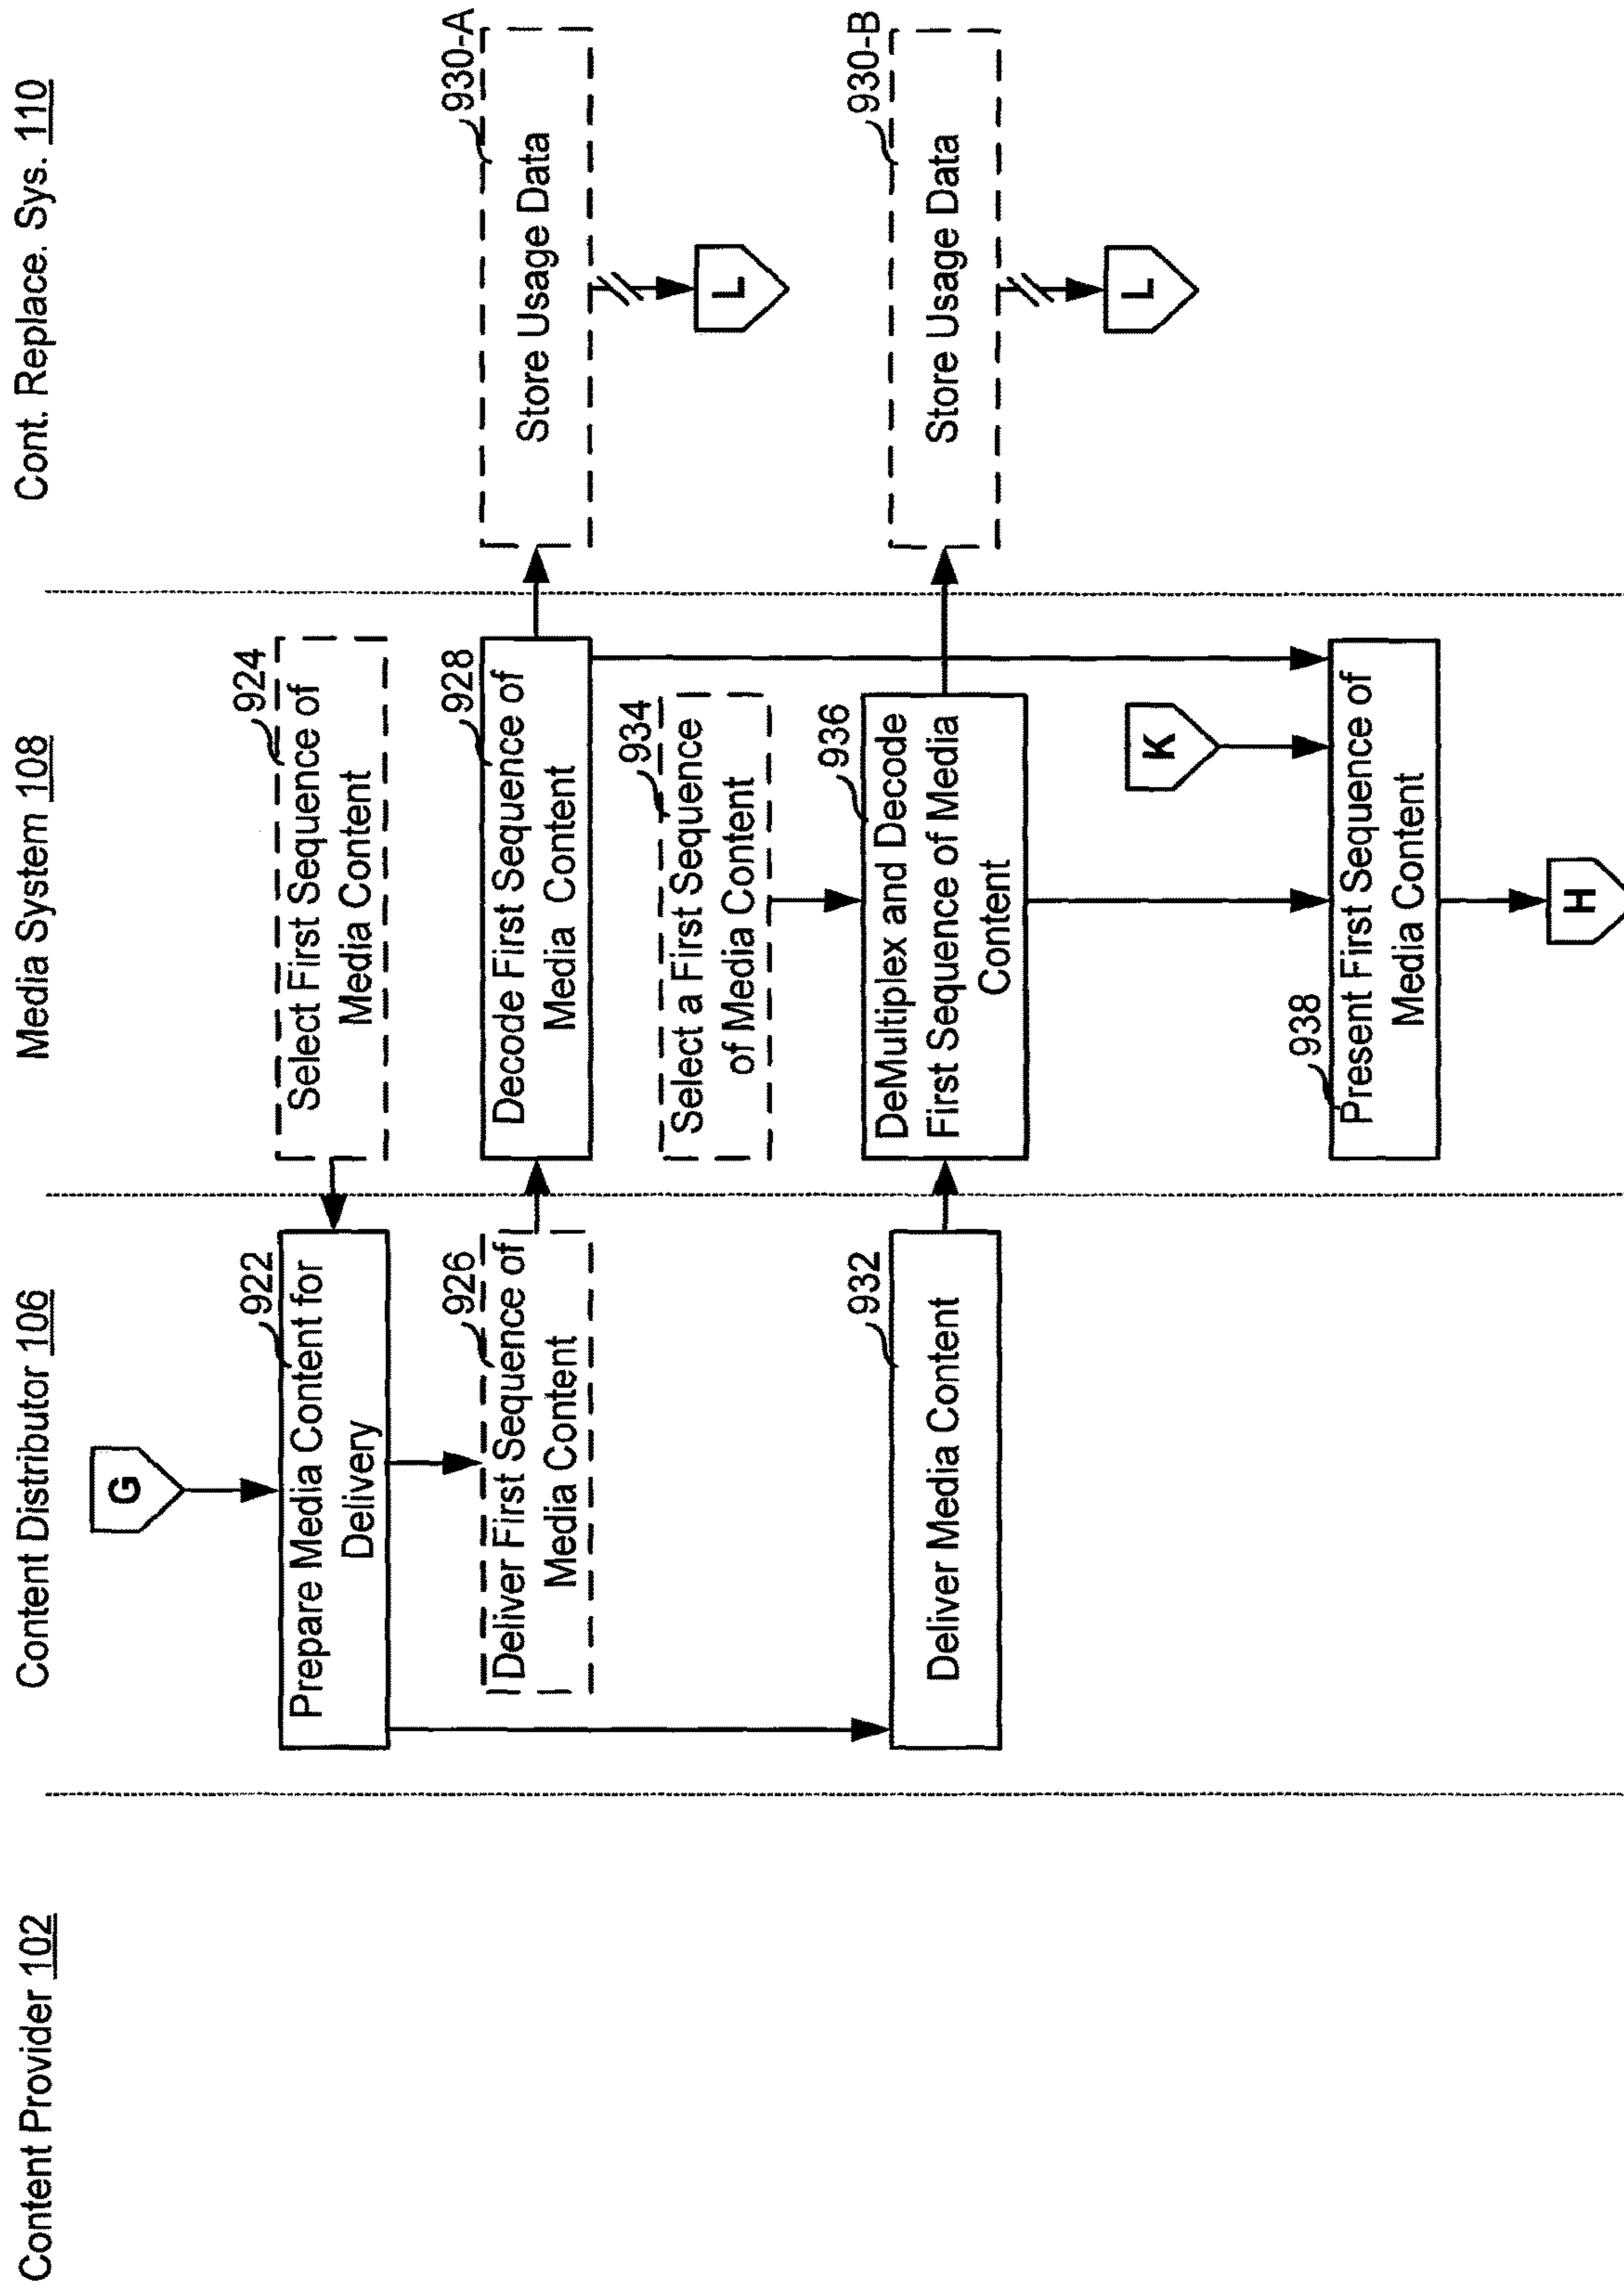 Content Provider 102
Content Distributor 106
Media System 108
Cont. Replace. Sys. 110
G
922
Prepare Media Content for
Delivery
924
Select First Sequence of
Media Content
926
Deliver First Sequence of
Media Content
928
Decode First Sequence of
Media Content
930-A
Store Usage Data
L
934
Select a First Sequence
of Media Content
932
Deliver Media Content
936
DeMultiplex and Decode
First Sequence of Media
Content
930-B
Store Usage Data
L
K
938
Present First Sequence of
Media Content
H